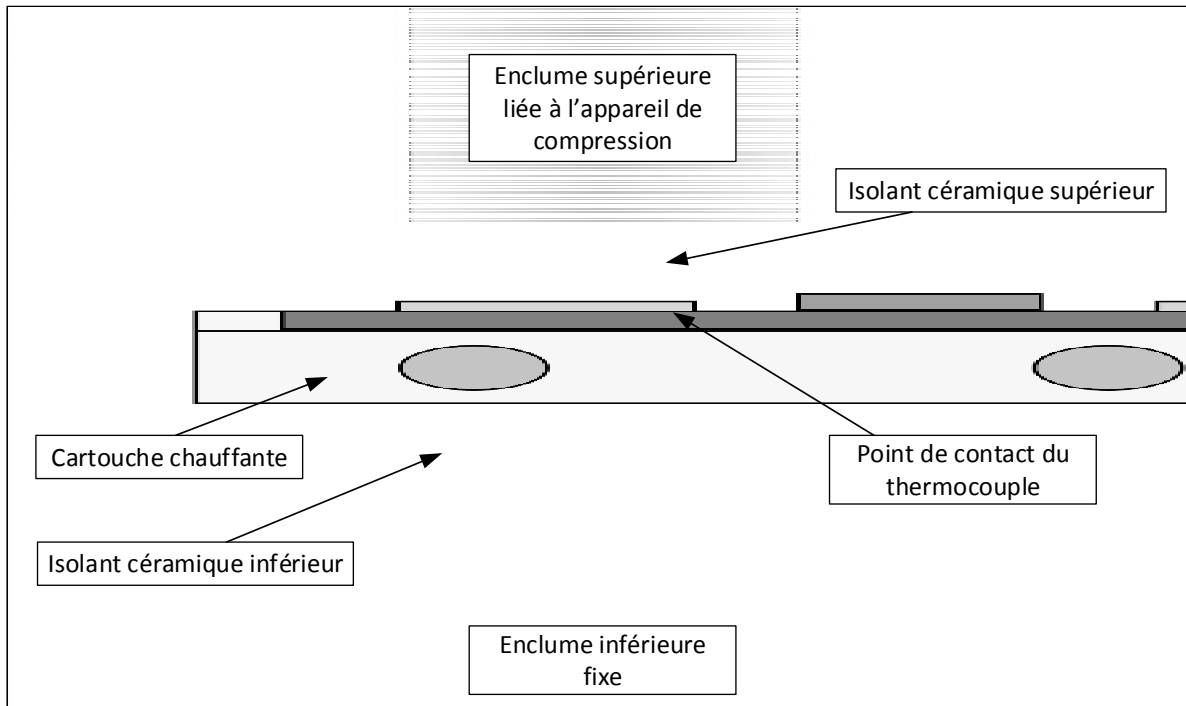 Enclume supérieure
liée à l'appareil de
compression
Isolant céramique supérieur
Cartouche chauffante
Point de contact du
thermocouple
Isolant céramique inférieur
Enclume inférieure
fixe